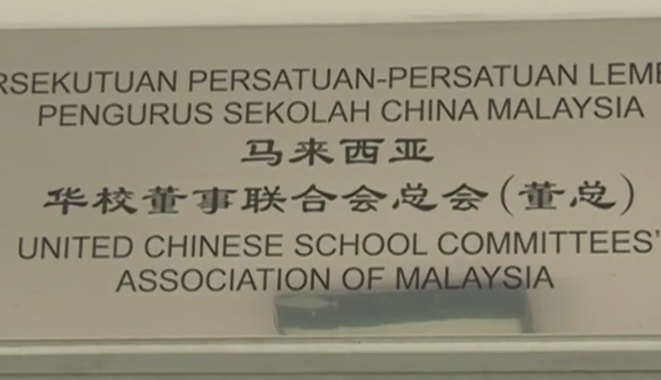 RSEKUTUAN PERSATUAN-PERSATUAN LEME
PENGURUS SEKOLAH CHINA MALAYSIA
马来西亚
华校董事联合会总会(董总)
UNITED CHINESE SCHOOL COMMITTEES'
ASSOCIATION OF MALAYSIA